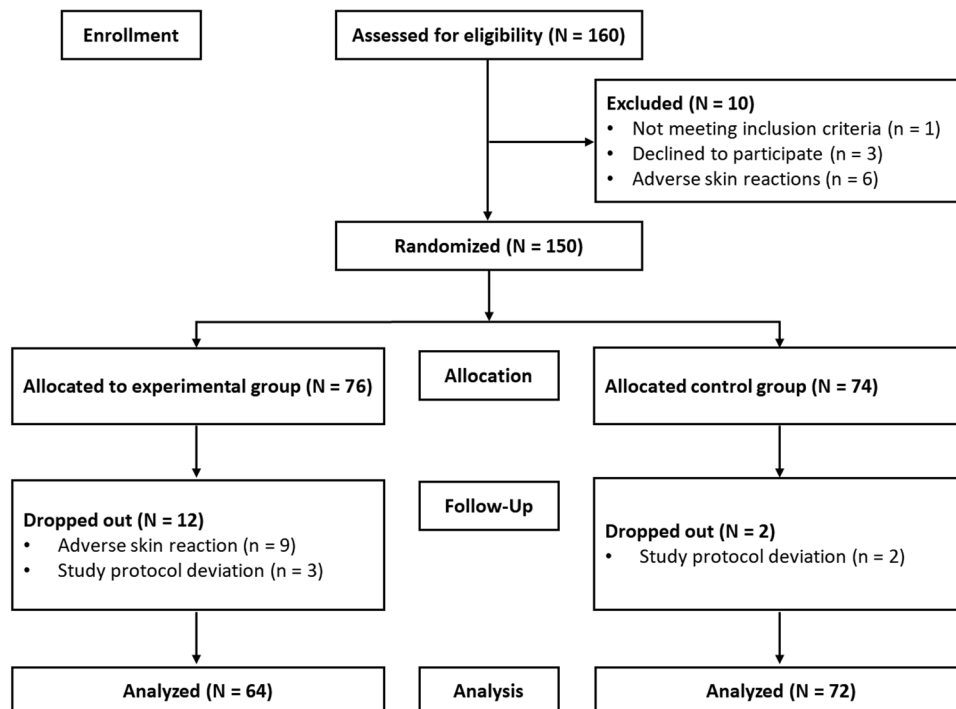 Enrollment
Assessed for eligibility (N = 160)
Excluded (N = 10)
• Not meeting inclusion criteria (n = 1)
• Declined to participate (n = 3)
• Adverse skin reactions (n = 6)
Randomized (N = 150)
Allocated to experimental group (N = 76)
Allocation
Allocated control group (N = 74)
Follow-Up
Dropped out (N = 12)
• Adverse skin reaction (n = 9)
• Study protocol deviation (n = 3)
Dropped out (N = 2)
• Study protocol deviation (n = 2)
Analyzed (N = 64)
Analysis
Analyzed (N = 72)